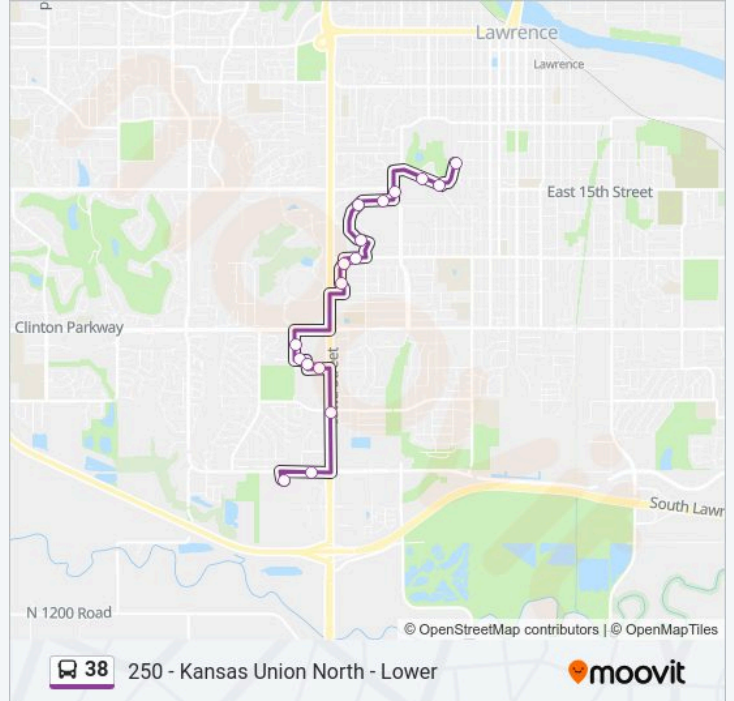 Lawrence
Lawrence
East 15th Street
Clinton Parkway
South Lawr
N 1200 Road
© OpenStreetMap contributors | © OpenMapTiles
38 250 - Kansas Union North - Lower
moovit